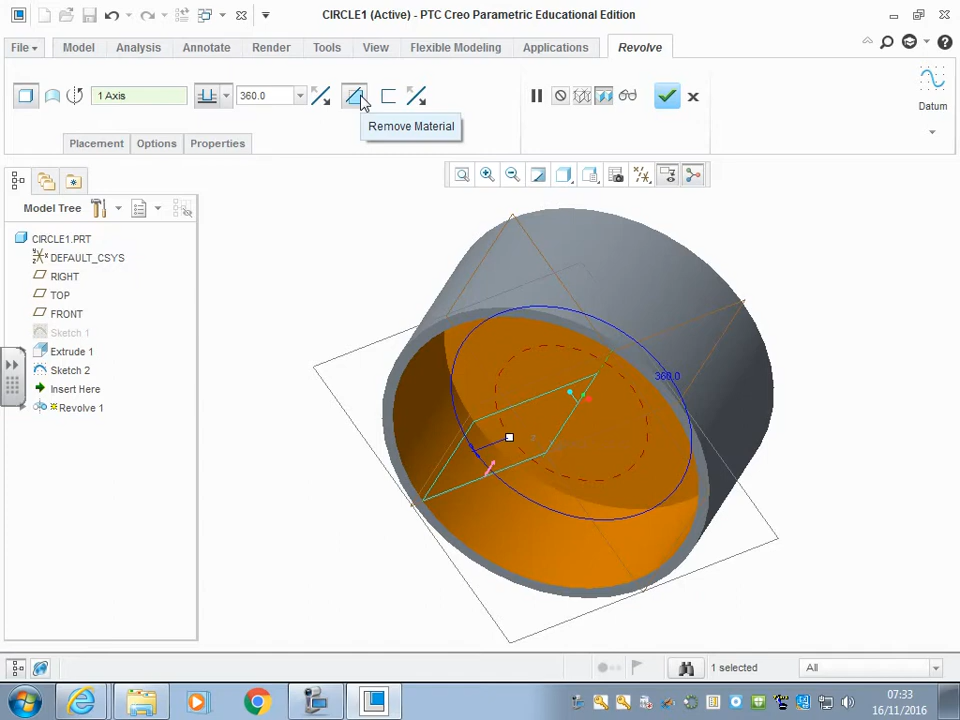 CIRCLE1 (Active) - PTC Creo Parametric Educational Edition
File
Model
Analysis
Annotate
Render
Tools
View
Flexible Modeling
Applications
Revolve
1 Axis
360.0
Remove Material
Datum
Placement
Options
Properties
Model Tree
CIRCLE1.PRT
DEFAULT_CSYS
RIGHT
TOP
FRONT
Sketch 1
Extrude 1
Sketch 2
Insert Here
Revolve 1
360.0
1 selected
All
07:33
16/11/2016